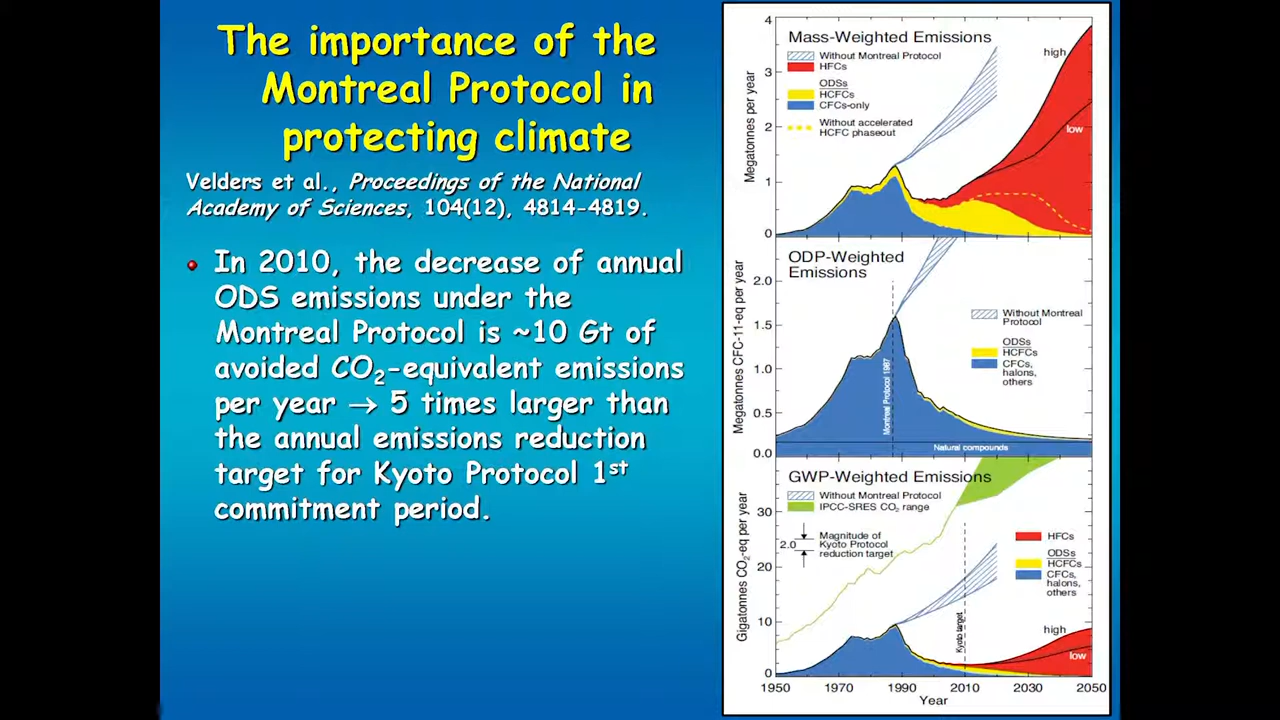 The importance of the
Montreal Protocol in
protecting climate
Velders et al., Proceedings of the National
Academy of Sciences, 104(12), 4814-4819.
In 2010, the decrease of annual
ODS emissions under the
Montreal Protocol is ~10 Gt of
avoided CO₂-equivalent emissions
per year → 5 times larger than
the annual emissions reduction
target for Kyoto Protocol 1st
commitment period.
Mass-Weighted Emissions
Without Montreal Protocol
HFCs
ODSs
HCFCs
CFCs-only
Without accelerated
HCFC phaseout
high
low
Megatonnes per year
4
3
2
1
0
ODP-Weighted
Emissions
Without Montreal
Protocol
ODSs
HCFCs
CFCs,
halons,
others
Montreal Protocol 1987
Natural compounds
Megatonnes CFC-11-eq per year
2.0
1.5
1.0
0.5
0.0
GWP-Weighted Emissions
Without Montreal Protocol
IPCC-SRES CO₂ range
2.0
Magnitude of
Kyoto Protocol
reduction target
HFCs
ODSs
HCFCs
CFCs,
halons,
others
Kyoto target
high
low
Gigatonnes CO₂-eq per year
30
20
10
0
1950 1970 1990 2010 2030 2050
Year